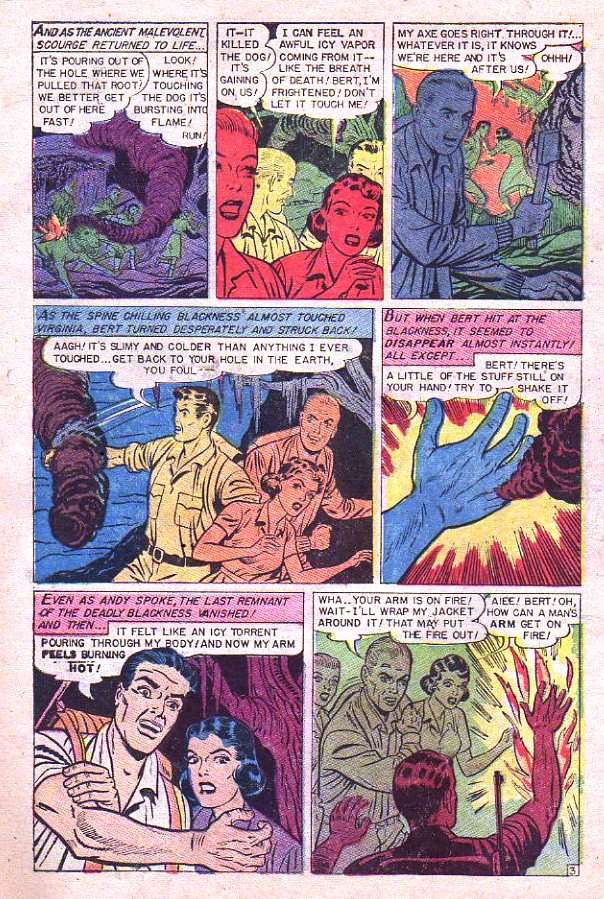 AND AS THE ANCIENT MALEVOLENT
SCOURGE RETURNED TO LIFE...
IT'S POURING OUT OF
THE HOLE WHERE WE
PULLED THAT ROOT!
WE BETTER GET
OUT OF HERE
FAST!
LOOK!
WHERE IT'S
TOUCHING
THE DOG IT'S
BURSTING INTO
FLAME!
RUN!
IT--IT
KILLED
THE DOG!
IT'S
GAINING
ON US!
I CAN FEEL AN
AWFUL ICY VAPOR
COMING FROM IT--
LIKE THE BREATH
OF DEATH! BERT, I'M
FRIGHTENED! DON'T
LET IT TOUCH ME!
MY AXE GOES RIGHT THROUGH IT!...
WHATEVER IT IS, IT KNOWS
WE'RE HERE AND IT'S
AFTER US!
OHHH!
AS THE SPINE CHILLING BLACKNESS ALMOST TOUCHED
VIRGINIA, BERT TURNED DESPERATELY AND STRUCK BACK!
AAGH! IT'S SLIMY AND COLDER THAN ANYTHING I EVER
TOUCHED... GET BACK TO YOUR HOLE IN THE EARTH,
YOU FOUL--
BUT WHEN BERT HIT AT THE
BLACKNESS, IT SEEMED TO
DISAPPEAR ALMOST INSTANTLY!
ALL EXCEPT...
BERT! THERE'S
A LITTLE OF THE STUFF STILL ON
YOUR HAND! TRY TO SHAKE IT
OFF!
EVEN AS ANDY SPOKE, THE LAST REMNANT
OF THE DEADLY BLACKNESS VANISHED!
AND THEN...
IT FELT LIKE AN ICY TORRENT
POURING THROUGH MY BODY! AND NOW MY ARM
FEELS BURNING
HOT!
WHA.. YOUR ARM IS ON FIRE!
WAIT-I'LL WRAP MY JACKET
AROUND IT! THAT MAY PUT
THE FIRE OUT!
AIEE! BERT! OH,
HOW CAN A MAN'S
ARM GET ON
FIRE!
3